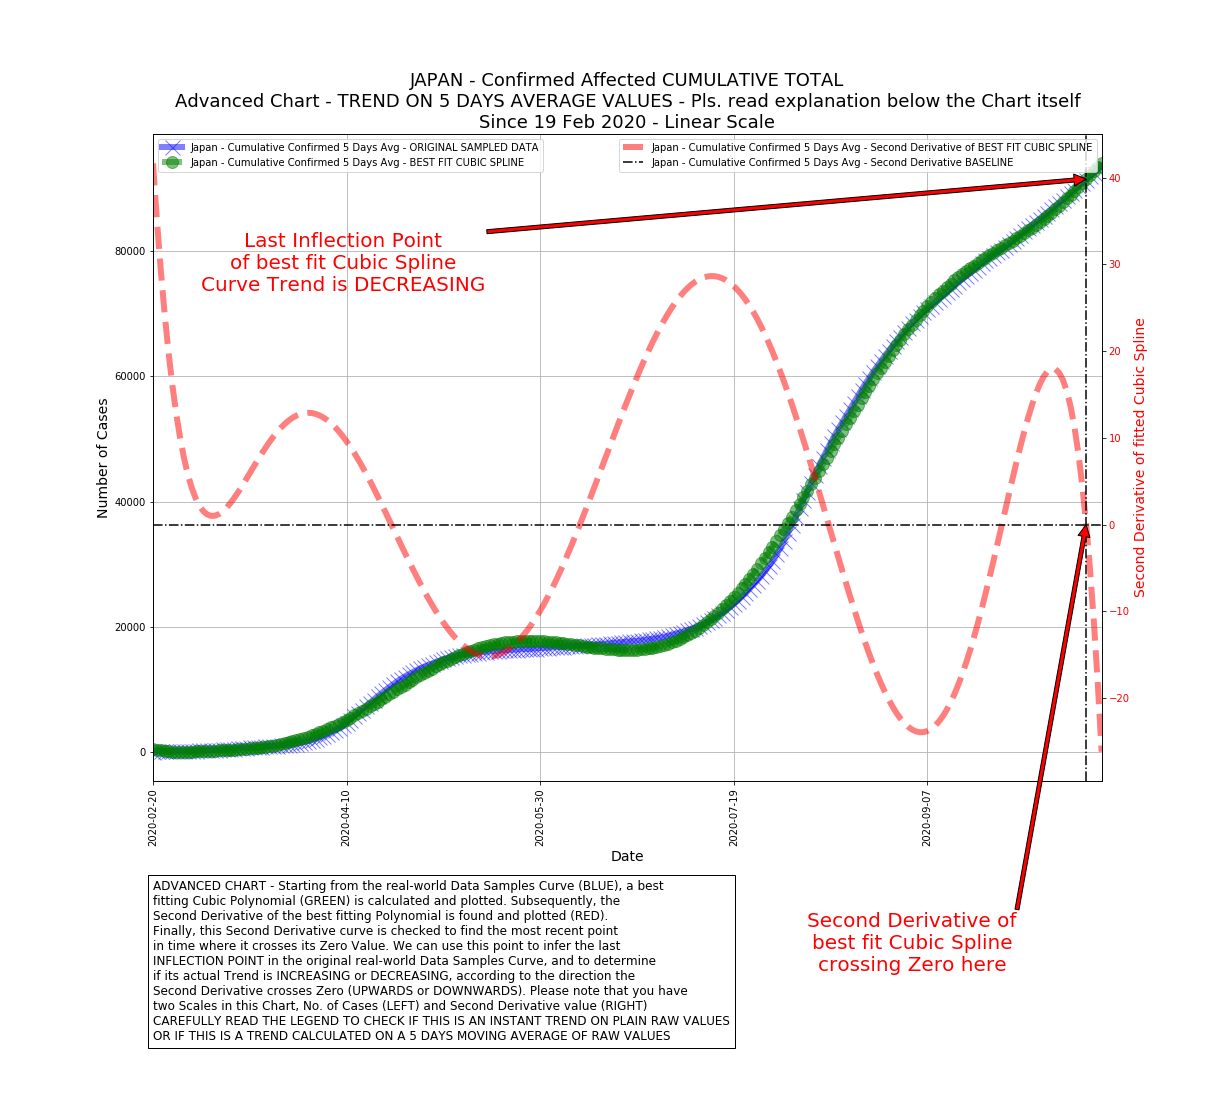 JAPAN - Confirmed Affected CUMULATIVE TOTAL
Advanced Chart - TREND ON 5 DAYS AVERAGE VALUES - Pls. read explanation below the Chart itself
Since 19 Feb 2020 - Linear Scale
Japan - Cumulative Confirmed 5 Days Avg - ORIGINAL SAMPLED DATA
Japan - Cumulative Confirmed 5 Days Avg - BEST FIT CUBIC SPLINE
Japan - Cumulative Confirmed 5 Days Avg - Second Derivative of BEST FIT CUBIC SPLINE
Japan - Cumulative Confirmed 5 Days Avg - Second Derivative BASELINE
Last Inflection Point
of best fit Cubic Spline
Curve Trend is DECREASING
Number of Cases
80000
60000
40000
20000
0
40
30
20
10
0
−10
−20
Second Derivative of fitted Cubic Spline
2020-02-20
2020-04-10
2020-05-30
2020-07-19
2020-09-07
Date
ADVANCED CHART - Starting from the real-world Data Samples Curve (BLUE), a best
fitting Cubic Polynomial (GREEN) is calculated and plotted. Subsequently, the
Second Derivative of the best fitting Polynomial is found and plotted (RED).
Finally, this Second Derivative curve is checked to find the most recent point
in time where it crosses its Zero Value. We can use this point to infer the last
INFLECTION POINT in the original real-world Data Samples Curve, and to determine
if its actual Trend is INCREASING or DECREASING, according to the direction the
Second Derivative crosses Zero (UPWARDS or DOWNWARDS). Please note that you have
two Scales in this Chart, No. of Cases (LEFT) and Second Derivative value (RIGHT)
CAREFULLY READ THE LEGEND TO CHECK IF THIS IS AN INSTANT TREND ON PLAIN RAW VALUES
OR IF THIS IS A TREND CALCULATED ON A 5 DAYS MOVING AVERAGE OF RAW VALUES
Second Derivative of
best fit Cubic Spline
crossing Zero here